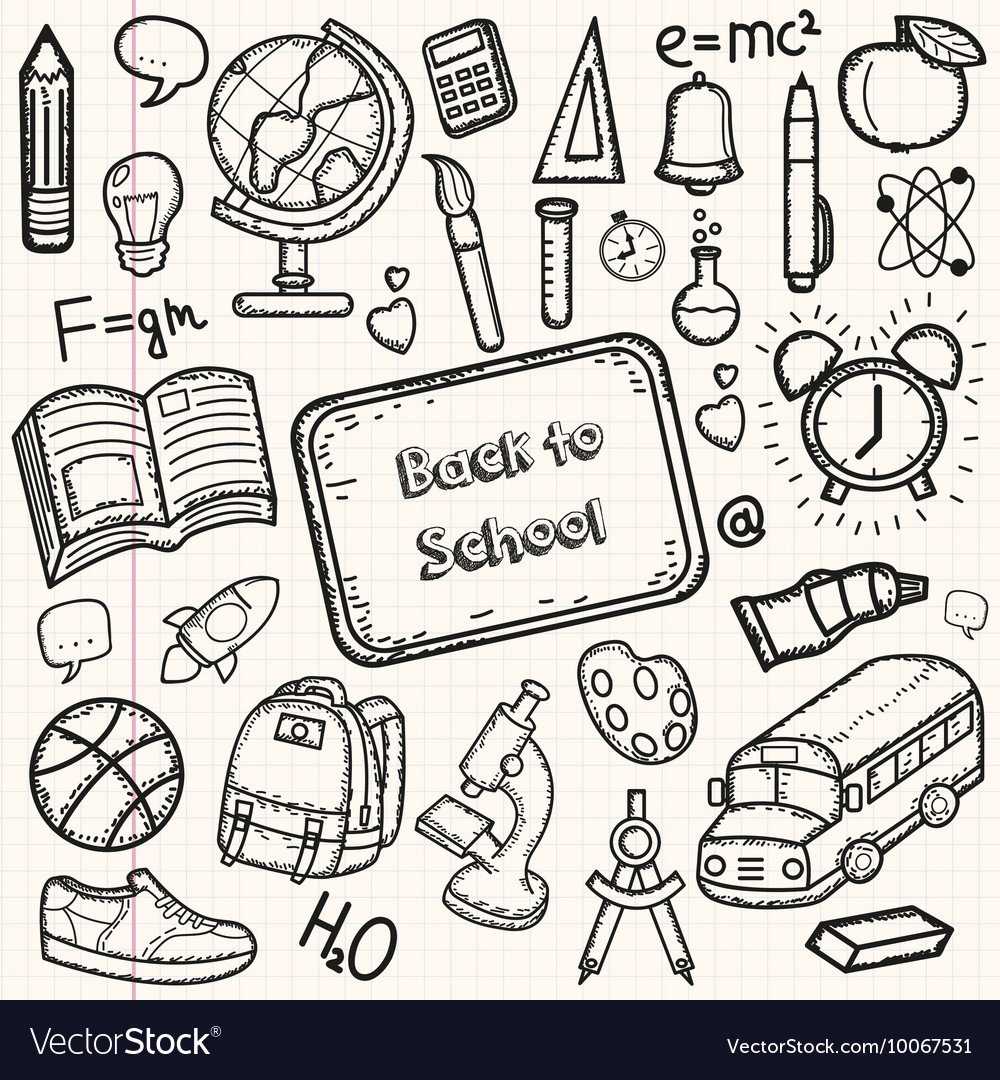 e=mc²
F=gm
Back to
School
@
H₂O
VectorStock®
VectorStock.com/10067531